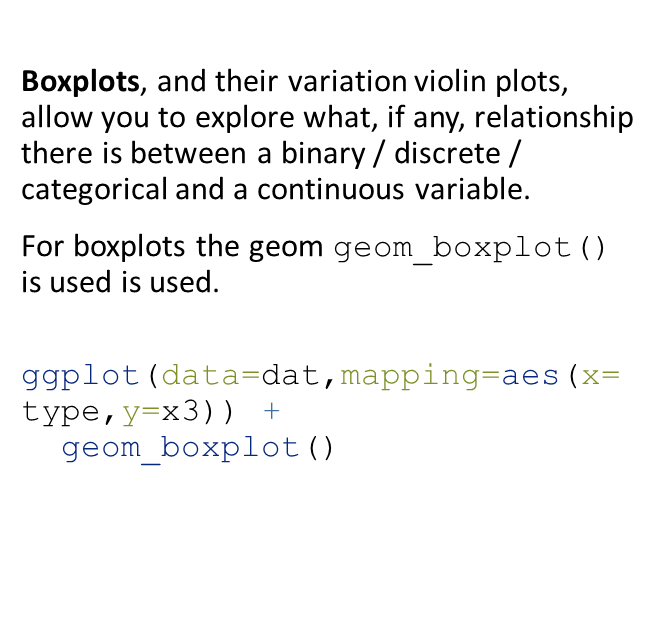 Boxplots, and their variation violin plots,
allow you to explore what, if any, relationship
there is between a binary / discrete /
categorical and a continuous variable.
For boxplots the geom geom_boxplot()
is used is used.
ggplot(data=dat,mapping=aes(x=
type,y=x3)) +
  geom_boxplot()